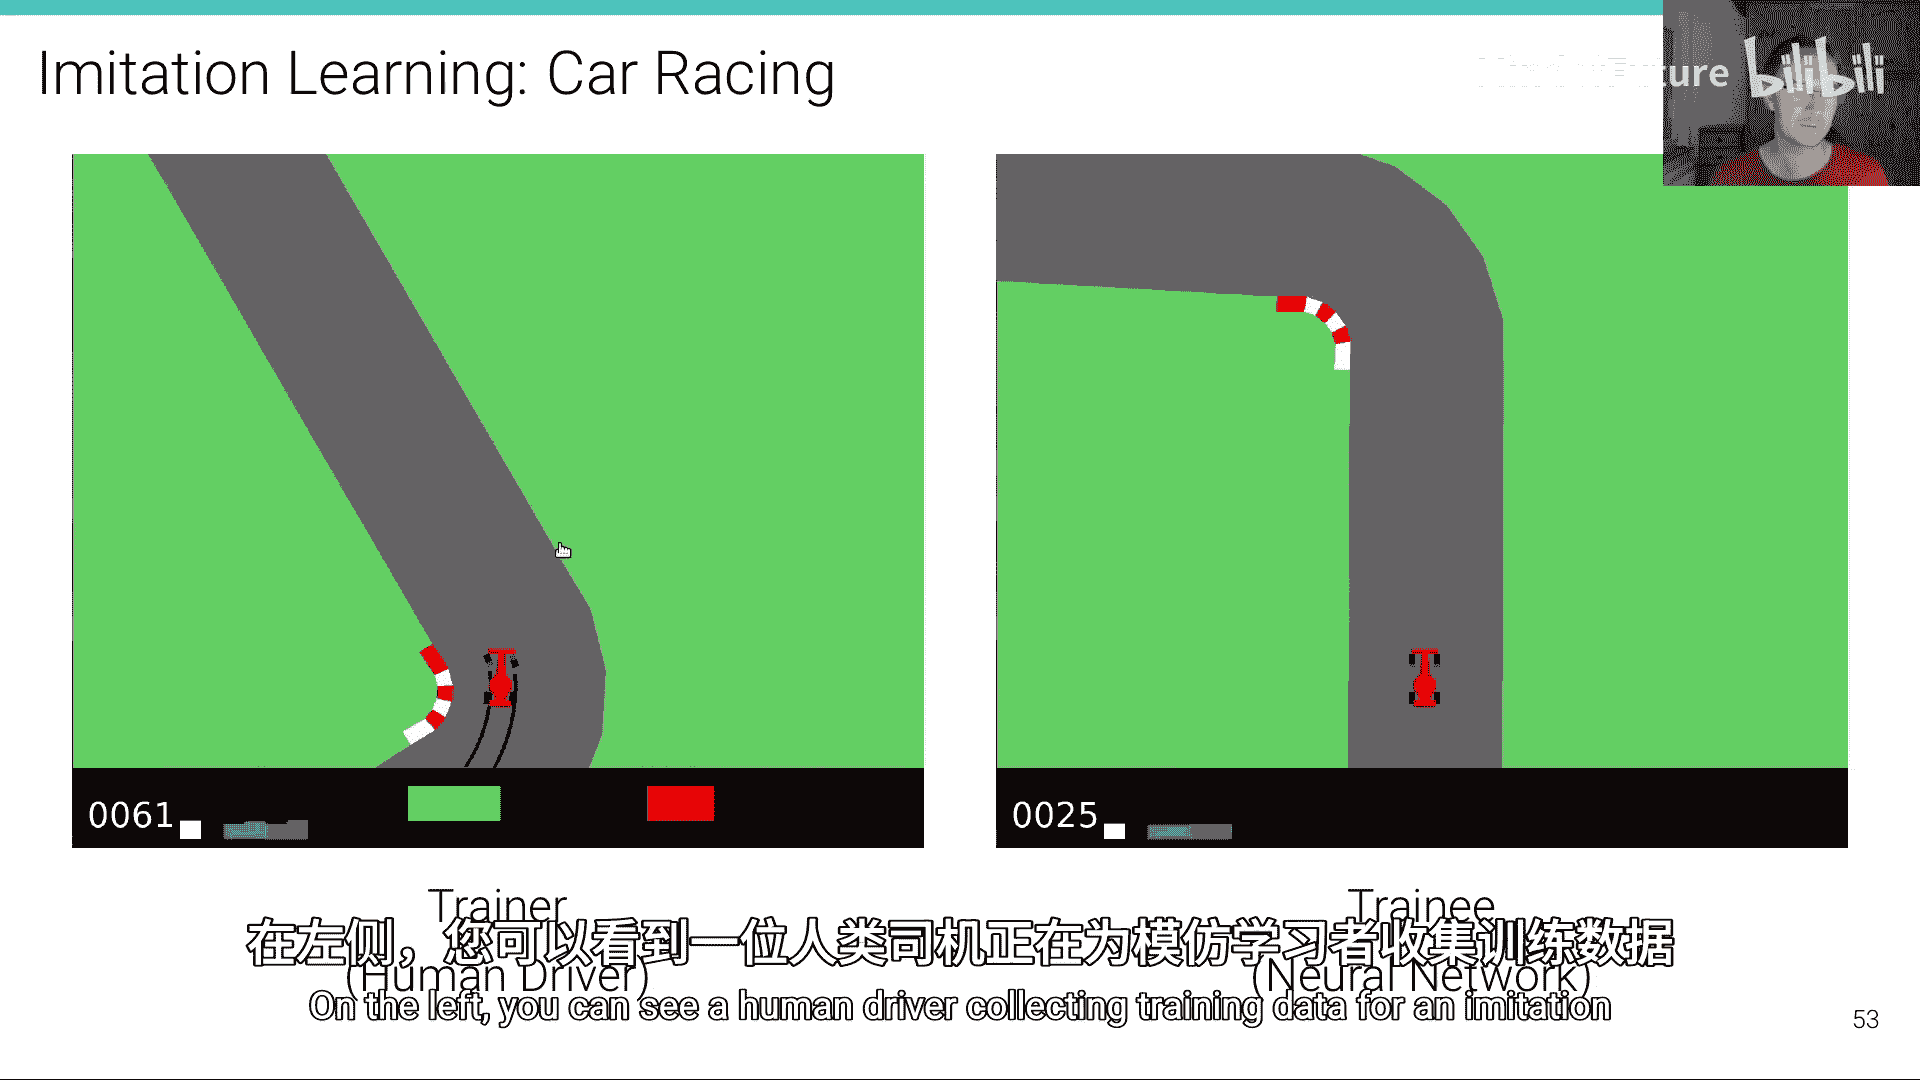 Imitation Learning: Car Racing
bilibili
0061
0025
Trainer
Trainee
在左侧，您可以看到一位人类司机正在为模仿学习者收集训练数据
(Human Driver)
(Neural Network)
On the left, you can see a human driver collecting training data for an imitation
53